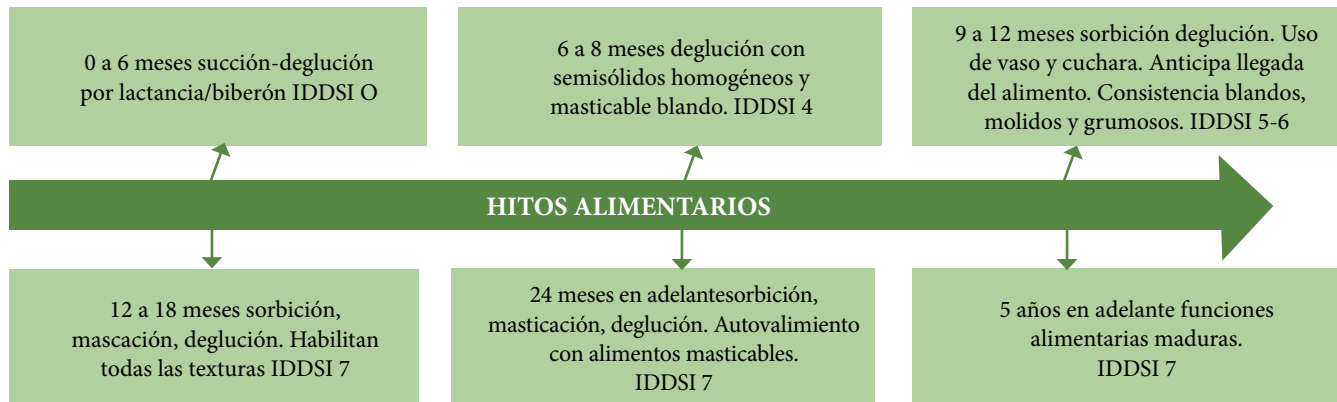 0 a 6 meses succión-deglución
por lactancia/biberón IDDSI O
6 a 8 meses deglución con
semisólidos homogéneos y
masticable blando. IDDSI 4
9 a 12 meses sorbición deglución. Uso
de vaso y cuchara. Anticipa llegada
del alimento. Consistencia blandos,
molidos y grumosos. IDDSI 5-6
HITOS ALIMENTARIOS
12 a 18 meses sorbición,
mascación, deglución. Habilitan
todas las texturas IDDSI 7
24 meses en adelantesorbición,
masticación, deglución. Autovalimiento
con alimentos masticables.
IDDSI 7
5 años en adelante funciones
alimentarias maduras.
IDDSI 7